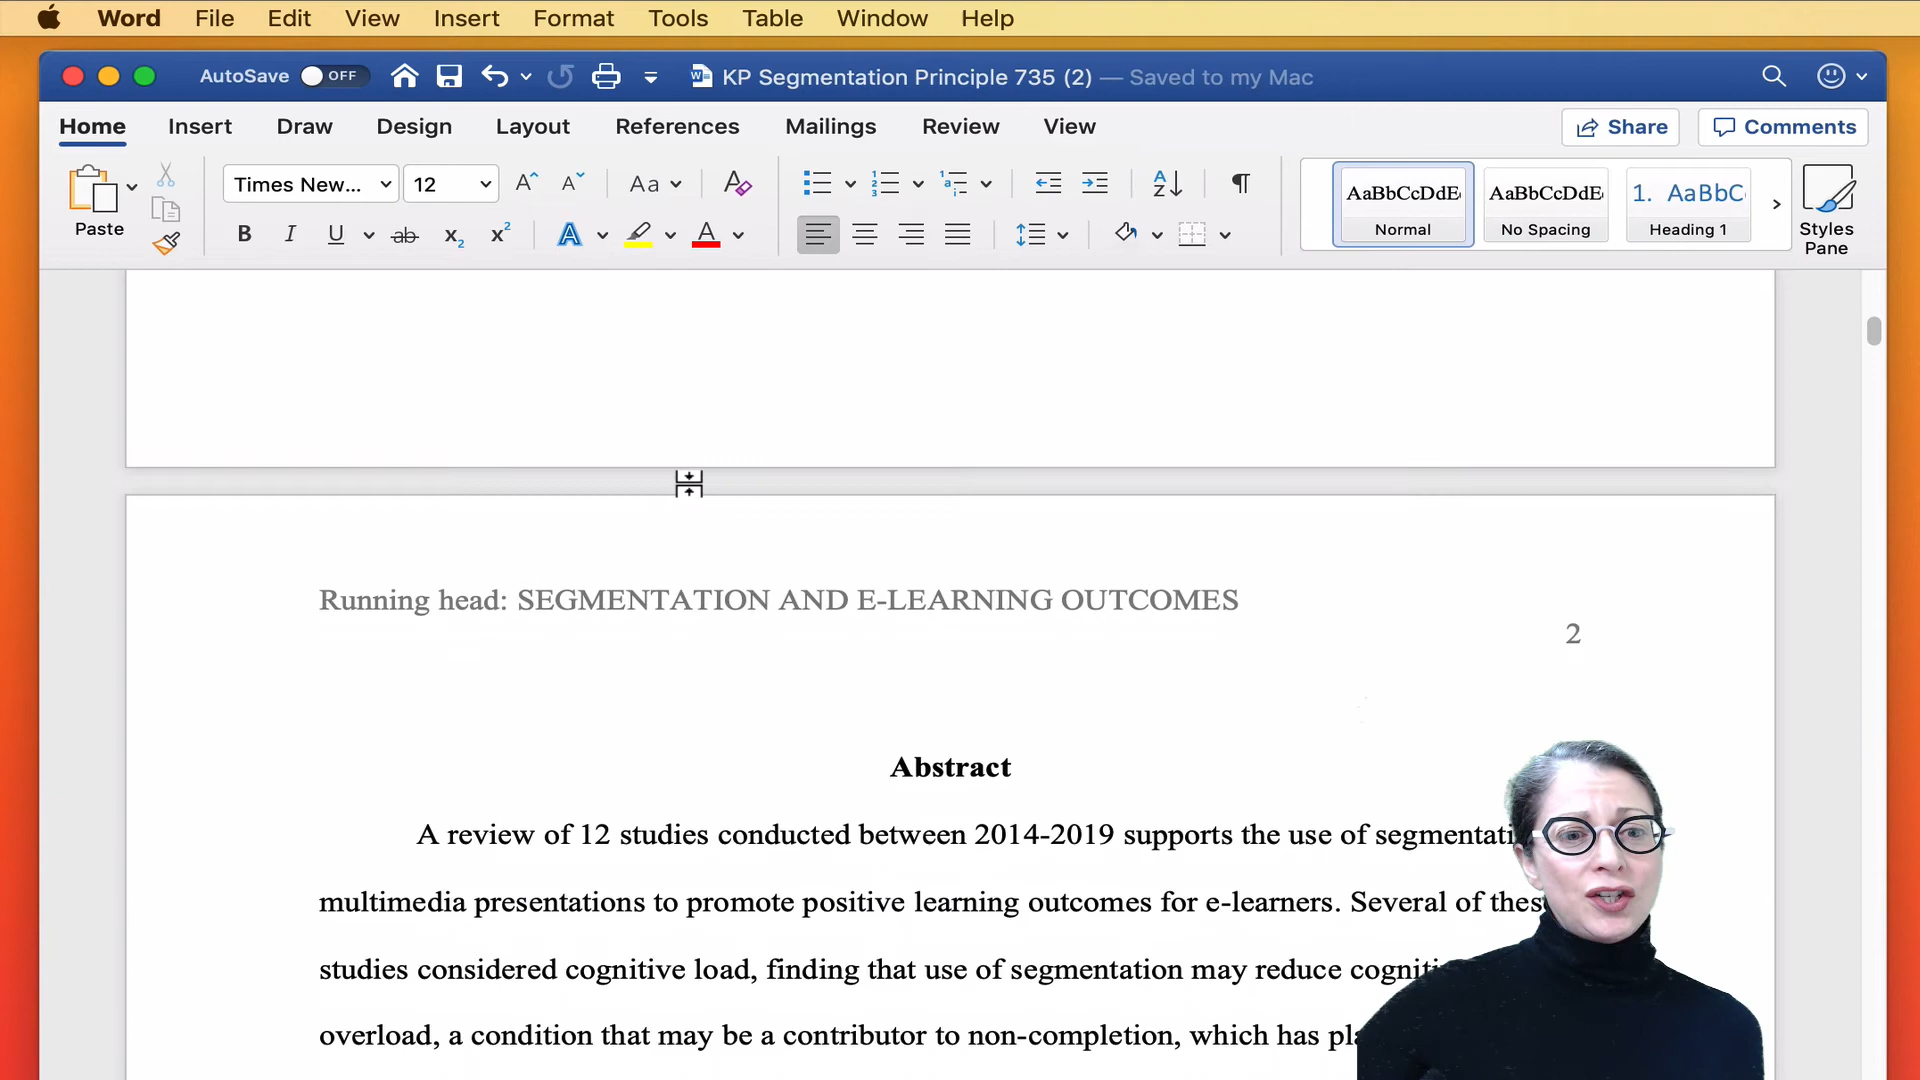 Word File Edit View Insert Format Tools Table Window Help
AutoSave OFF KP Segmentation Principle 735 (2) — Saved to my Mac
Home Insert Draw Design Layout References Mailings Review View Share Comments
Times New... 12 Aa AaBbCcDdE AaBbCcDdE 1. AaBbC
Paste Normal No Spacing Heading 1 Styles Pane
Running head: SEGMENTATION AND E-LEARNING OUTCOMES
2
Abstract
A review of 12 studies conducted between 2014-2019 supports the use of segmentati
multimedia presentations to promote positive learning outcomes for e-learners. Several of thes
studies considered cognitive load, finding that use of segmentation may reduce cogniti
overload, a condition that may be a contributor to non-completion, which has pla